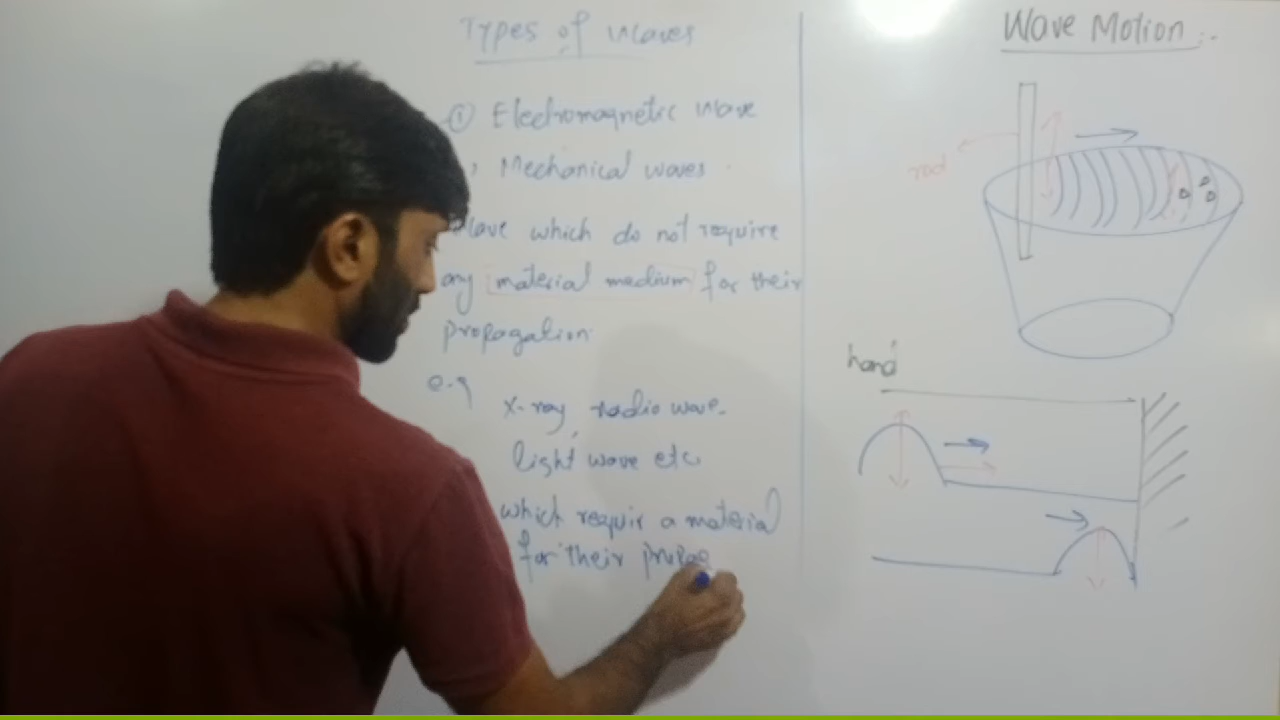 Types of waves
① Electromagnetic wave
, Mechanical waves
wave which do not require
any material medium for their
propagation.
e.g
x-ray, radio wave.
light wave etc.
which requir a material
for their propag
Wave Motion :.
rod
hand